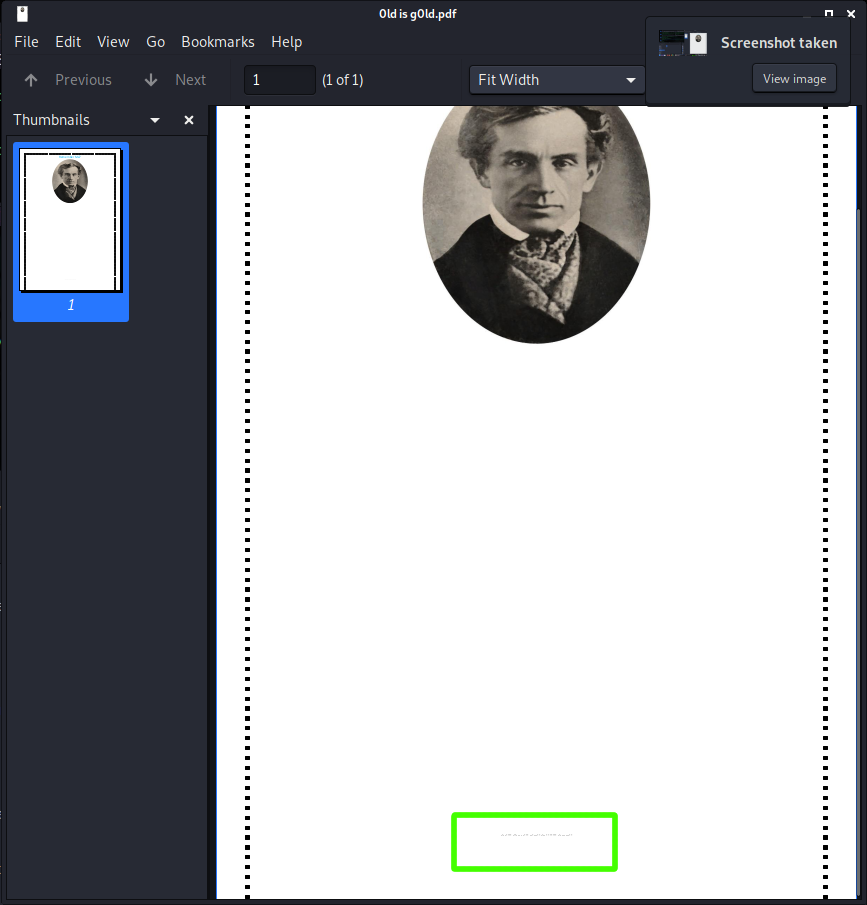 0ld is g0ld.pdf
File Edit View Go Bookmarks Help
Screenshot taken
Previous Next 1 (1 of 1) Fit Width
View image
Thumbnails
1